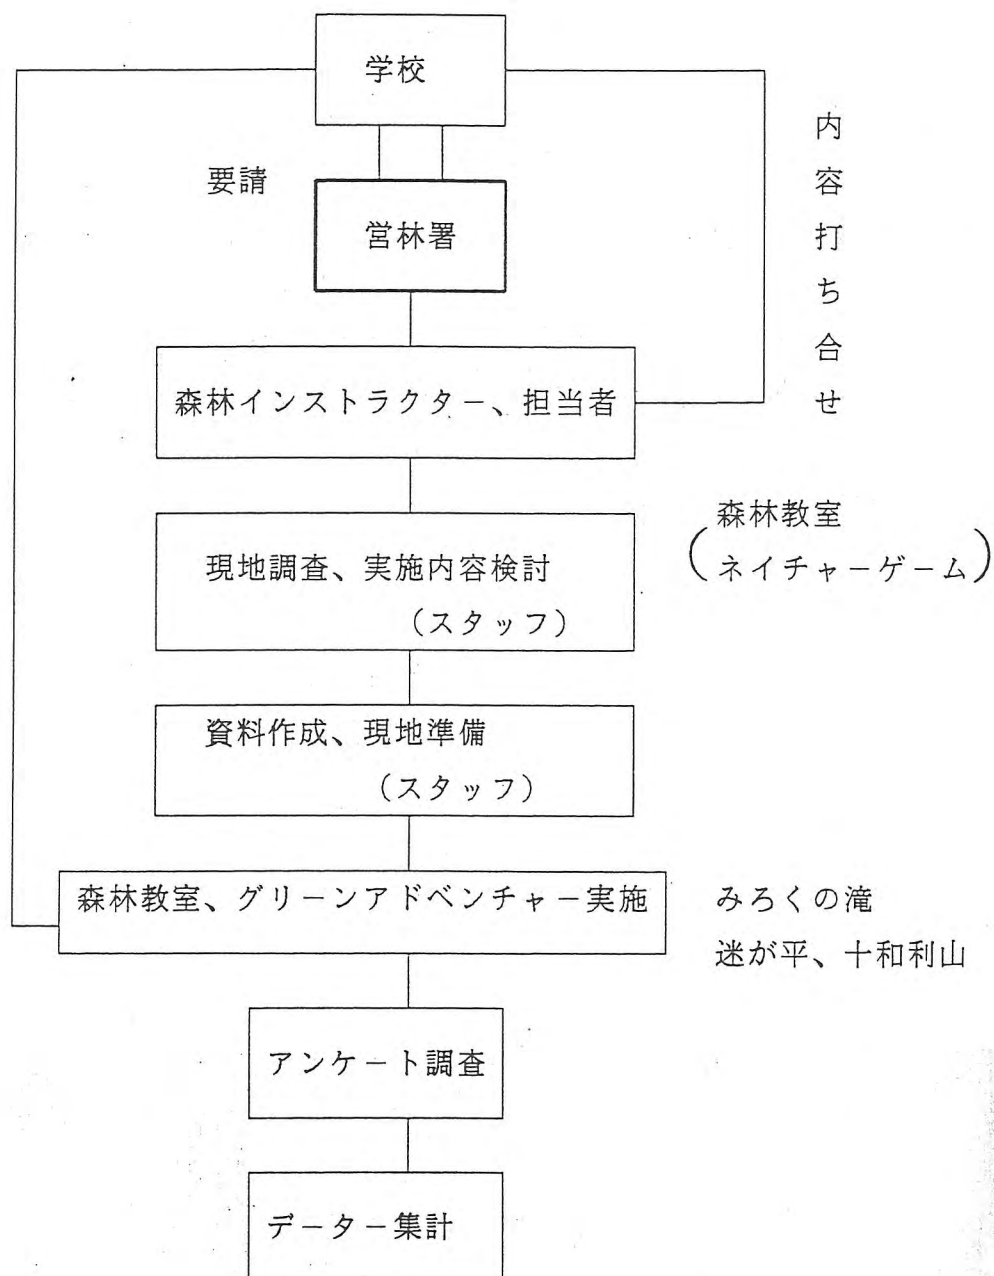 学校
要請
内容打ち合せ
営林署
森林インストラクター、担当者
現地調査、実施内容検討
(スタッフ)
森林教室
(ネイチャーゲーム)
資料作成、現地準備
(スタッフ)
森林教室、グリーンアドベンチャー実施
みろくの滝
迷が平、十和利山
アンケート調査
データー集計